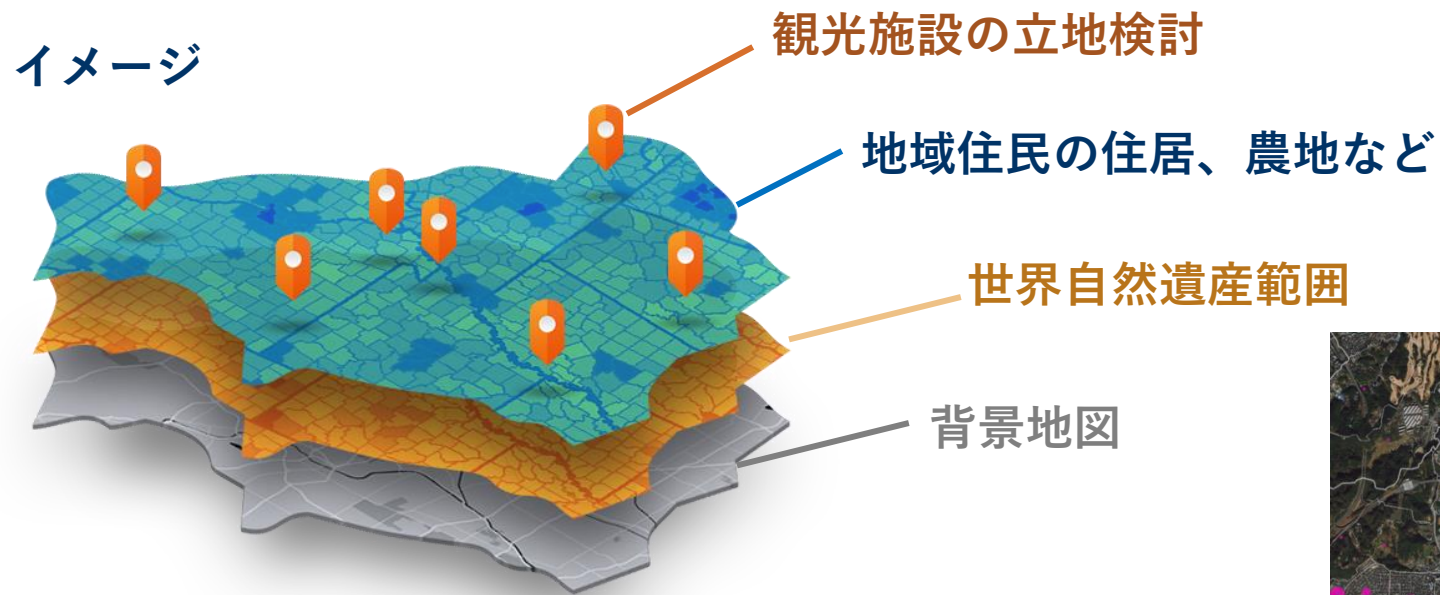 イメージ
観光施設の立地検討
地域住民の住居、農地など
世界自然遺産範囲
背景地図